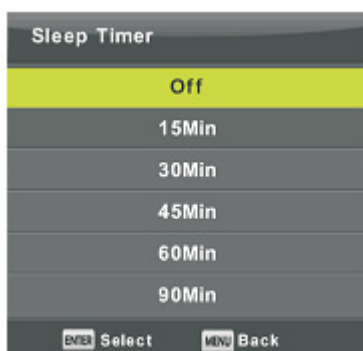 Sleep Timer
Off
15Min
30Min
45Min
60Min
90Min
ENTER Select MENU Back